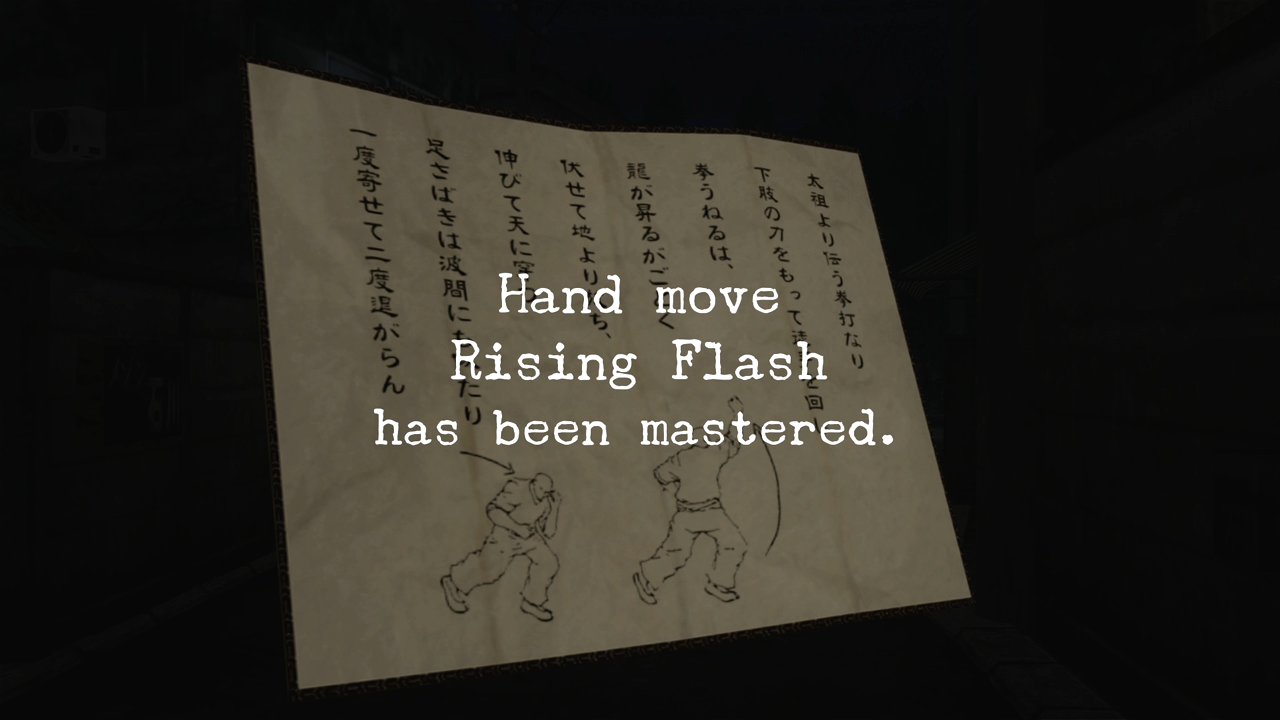 太祖より伝う拳打なり
下肢の力をもって
拳うねるは、
龍が昇るがごとく
伏せて地より
伸びて天に
足さばきは波間に
一度寄せて二度退がらん
Hand move
Rising Flash
has been mastered.